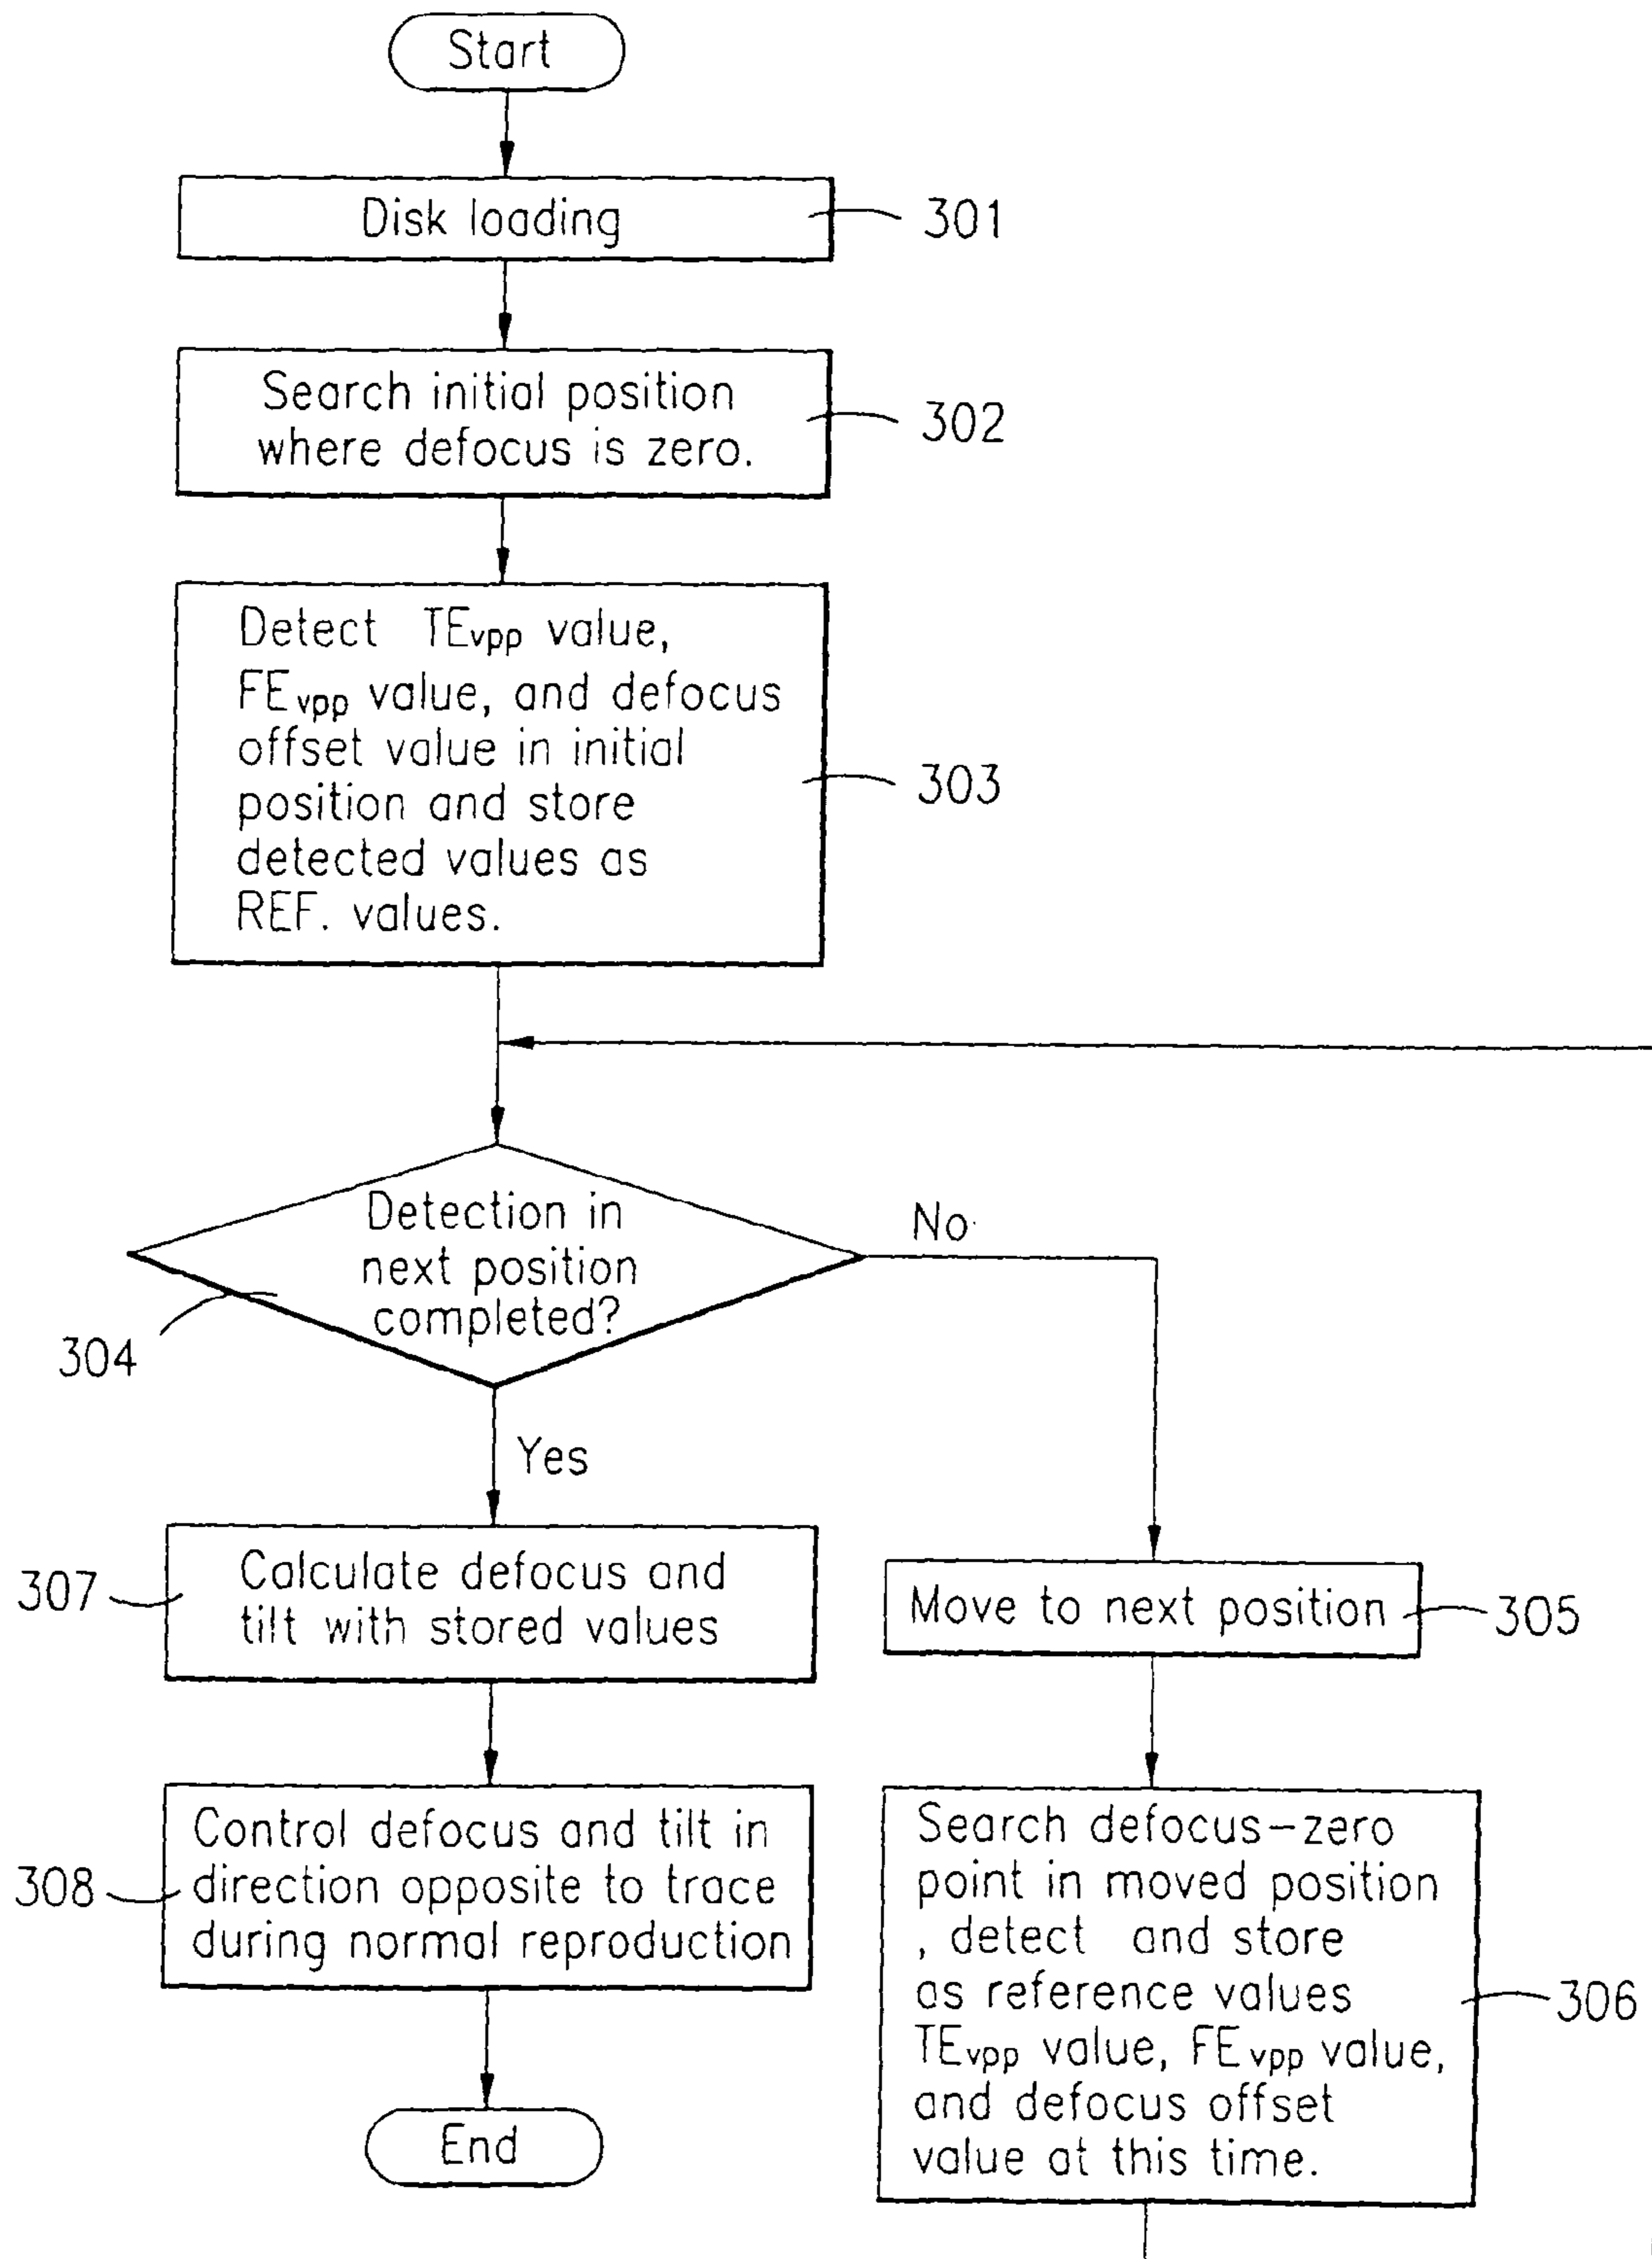 Start
Disk loading
301
Search initial position
where defocus is zero.
302
Detect TEvpp value,
FEvpp value, and defocus
offset value in initial
position and store
detected values as
REF. values.
303
Detection in
next position
completed?
304
No
Yes
Calculate defocus and
tilt with stored values
307
Move to next position
305
Control defocus and tilt in
direction opposite to trace
during normal reproduction
308
Search defocus-zero
point in moved position
, detect and store
as reference values
TEvpp value, FEvpp value,
and defocus offset
value at this time.
306
End